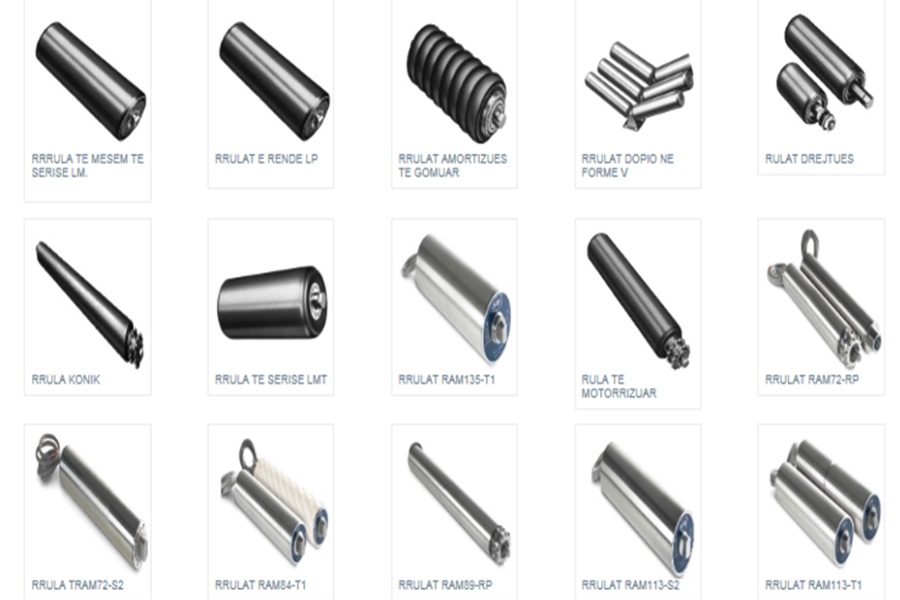 RRRULA TE MESEM TE
SERISE LM.
RRULAT E RENDE LP
RRULAT AMORTIZUES
TE GOMUAR
RRULAT DOPIO NE
FORME V
RULAT DREJTUES
RRULA KONIK
RRULA TE SERISE LMT
RRULAT RAM135-T1
RULA TE
MOTORRIZUAR
RRULAT RAM72-RP
RRULA TRAM72-S2
RRULAT RAM84-T1
RRULAT RAM89-RP
RRULAT RAM113-S2
RRULAT RAM113-T1